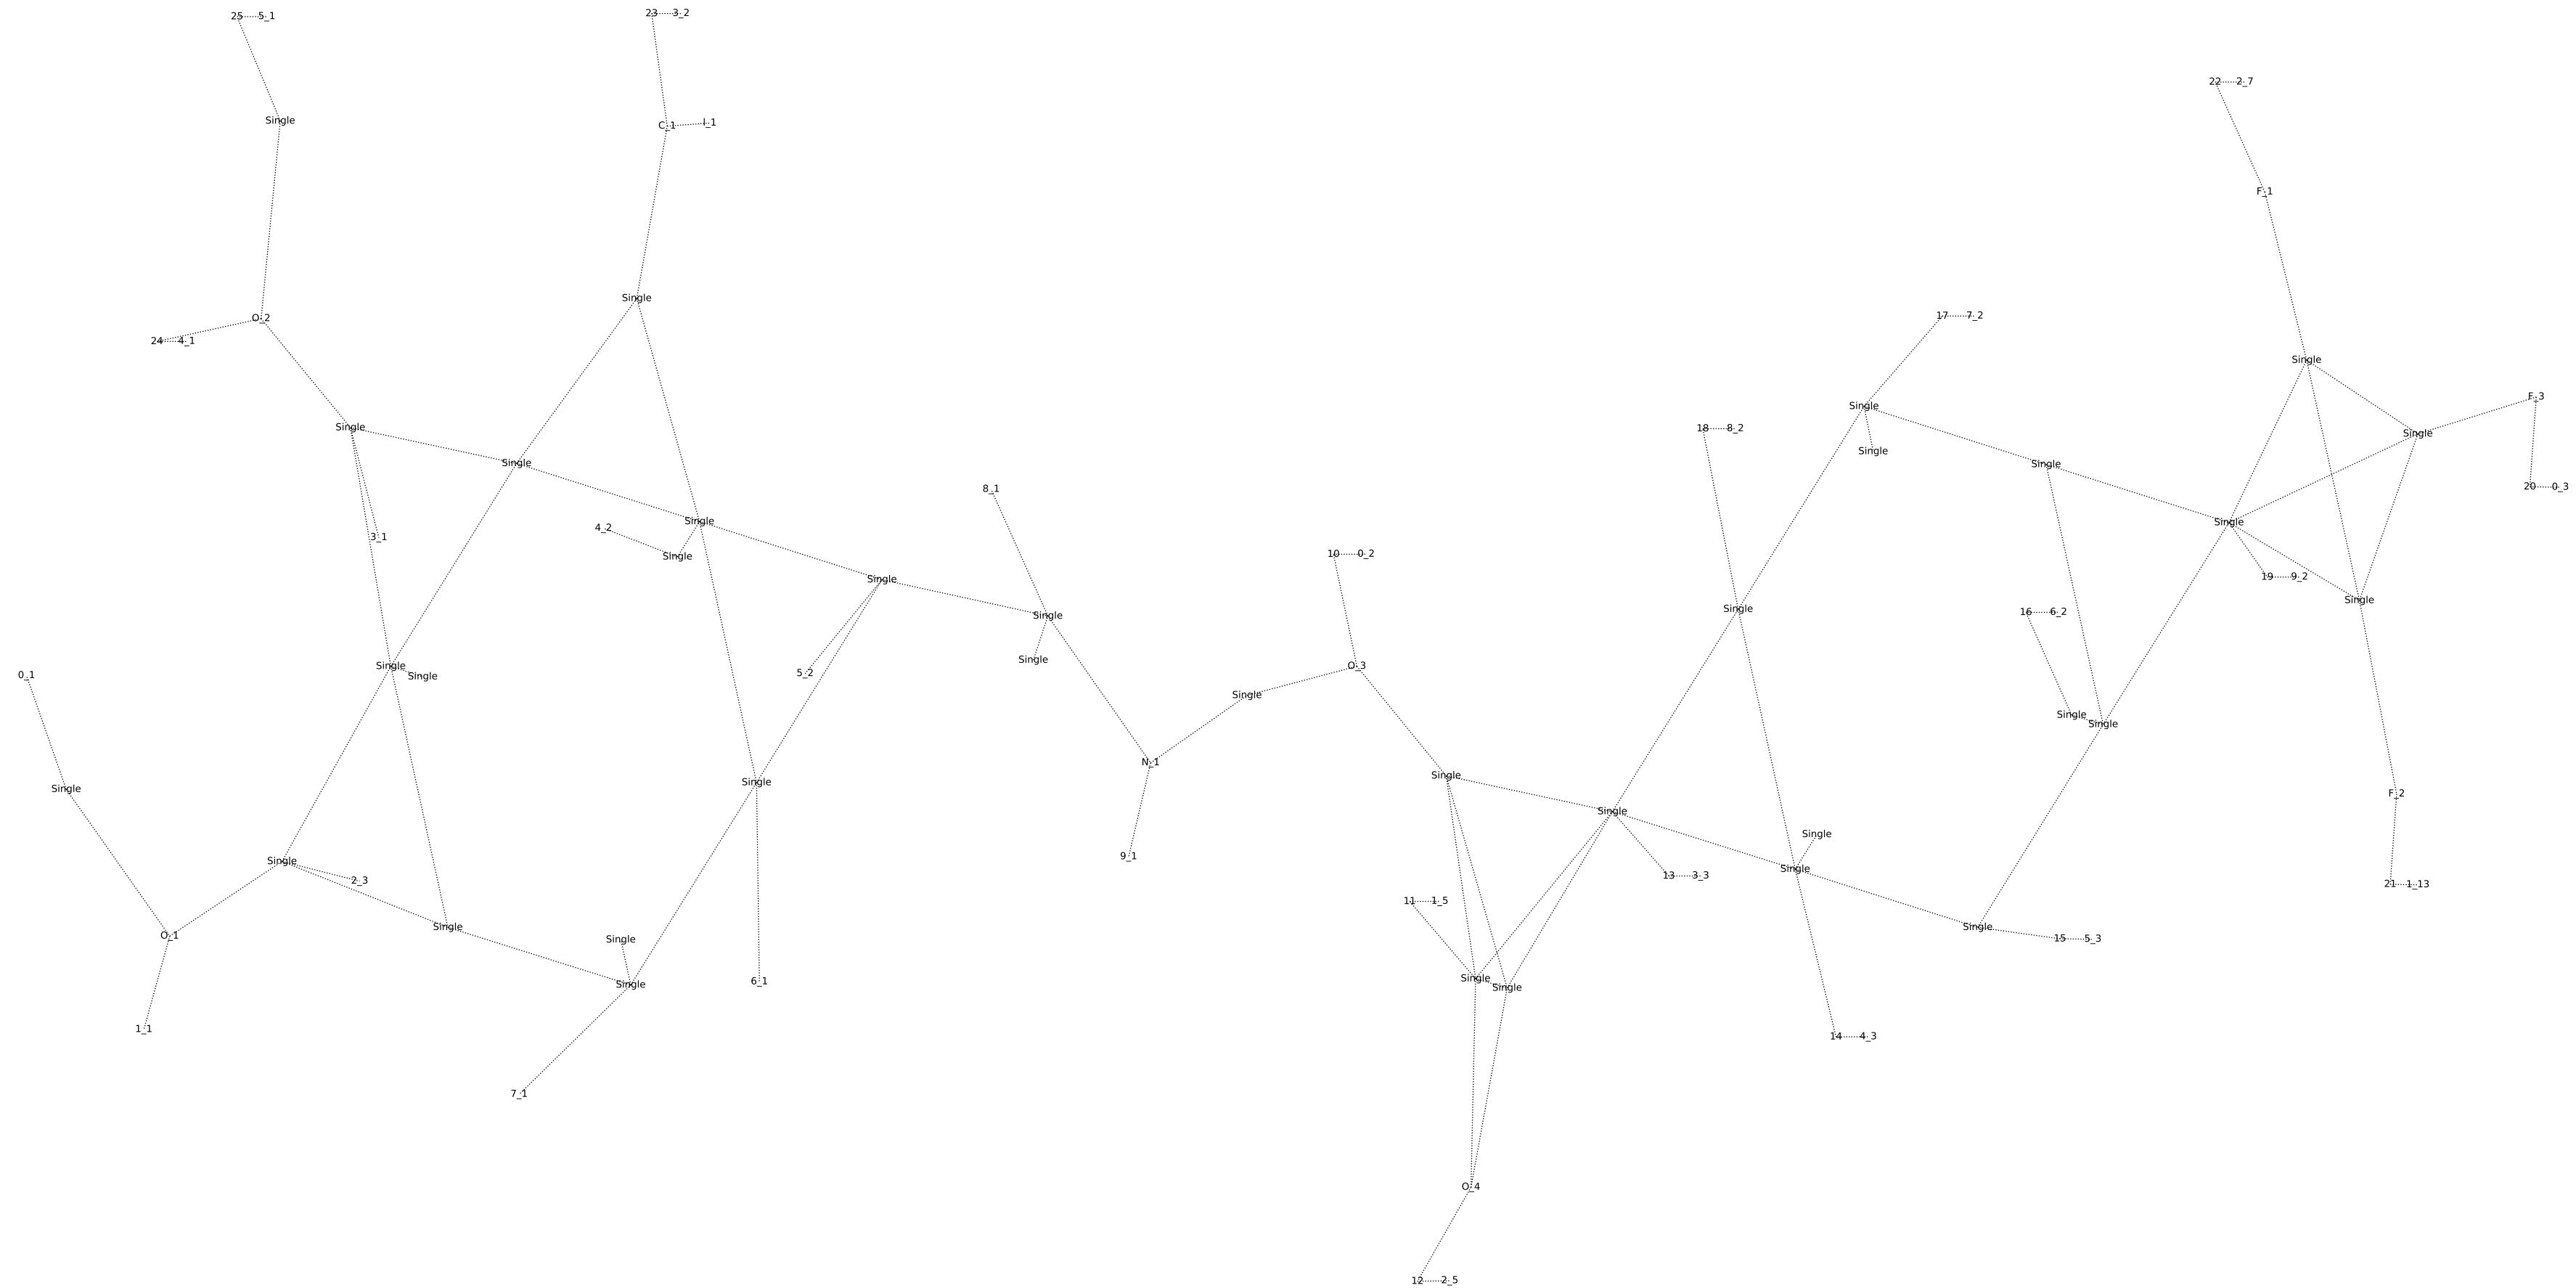 25 5_1
23 3_2
22 2_7
Single
C_1 I_1
F_1
Single
17 7_2
O_2
24 4_1
Single
F_3
Single
Single
18 8_2
Single
Single
Single
Single
Single
20 0_3
8_1
Single
Single
4_2
3_1
10 0_2
Single
Single
19 9_2
Single
Single
16 6_2
Single
Single
O_3
Single
5_2
0_1
Single
Single
Single
Single
N_1
Single
Single
Single
F_2
Single
Single
9_1
Single
Single
13 3_3
2_3
21 1_13
11 1_5
Single
Single
O_1
15 5_3
Single
Single
Single
6_1
Single
1_1
14 4_3
7_1
O_4
12 2_5